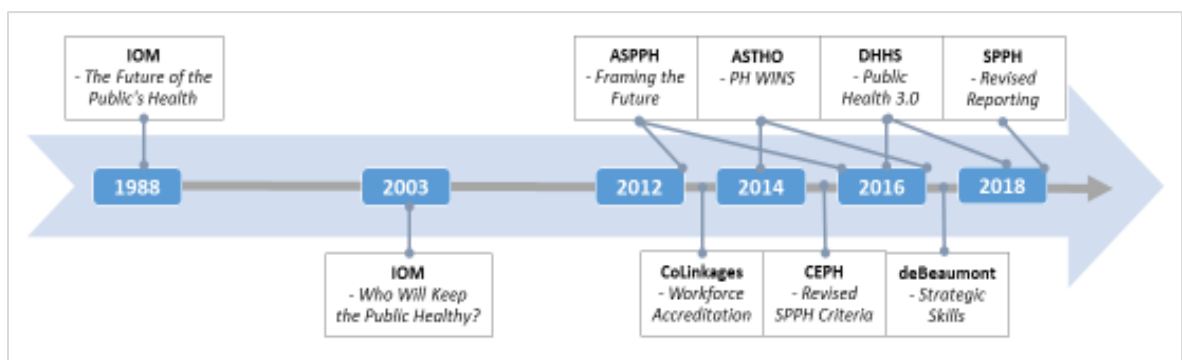 IOM
- The Future of the
Public's Health
ASPPH
- Framing the
Future
ASTHO
- PH WINS
DHHS
- Public
Health 3.0
SPPH
- Revised
Reporting
1988
2003
2012
2014
2016
2018
IOM
- Who Will Keep
the Public Healthy?
CoLinkages
- Workforce
Accreditation
CEPH
- Revised
SPPH Criteria
deBeaumont
- Strategic
Skills